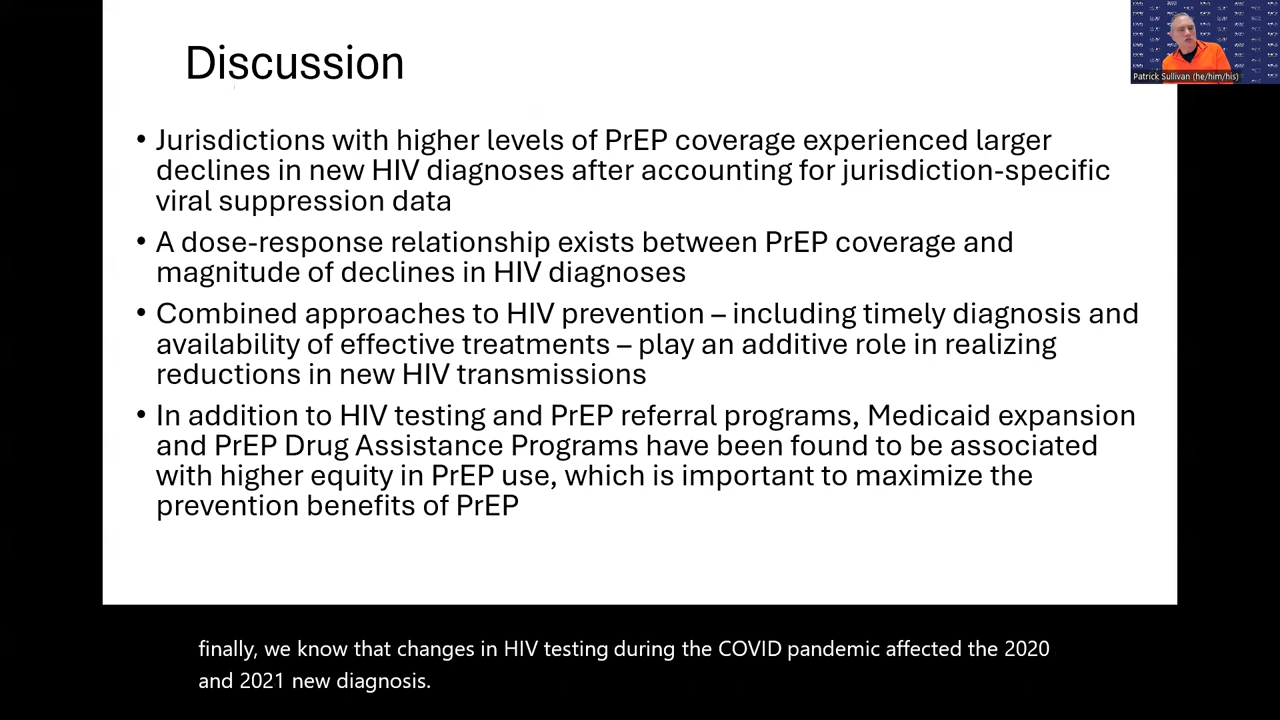 Discussion
Patrick Sullivan (he/him/his)
• Jurisdictions with higher levels of PrEP coverage experienced larger
declines in new HIV diagnoses after accounting for jurisdiction-specific
viral suppression data
• A dose-response relationship exists between PrEP coverage and
magnitude of declines in HIV diagnoses
• Combined approaches to HIV prevention – including timely diagnosis and
availability of effective treatments – play an additive role in realizing
reductions in new HIV transmissions
• In addition to HIV testing and PrEP referral programs, Medicaid expansion
and PrEP Drug Assistance Programs have been found to be associated
with higher equity in PrEP use, which is important to maximize the
prevention benefits of PrEP
finally, we know that changes in HIV testing during the COVID pandemic affected the 2020
and 2021 new diagnosis.